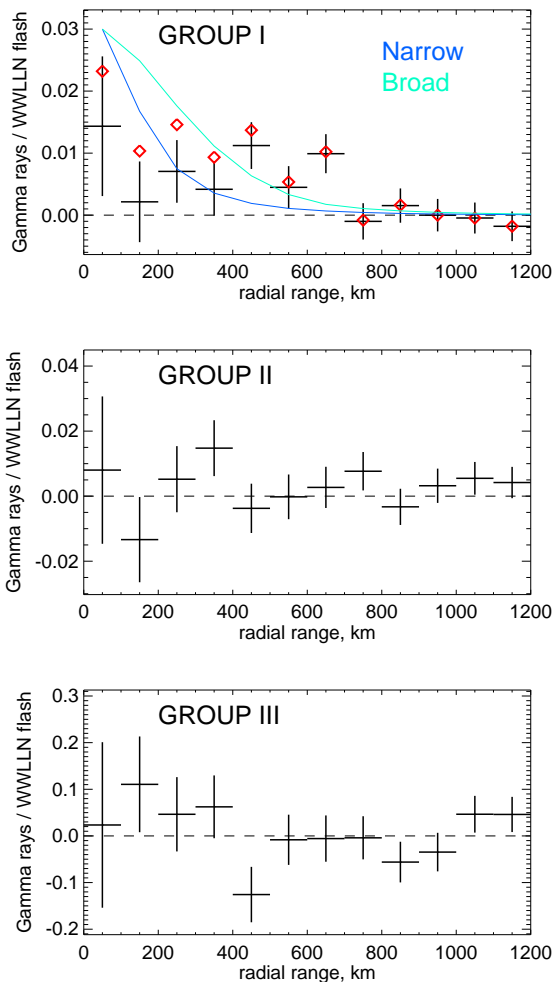 GROUP I
Narrow
Broad
Gamma rays / WWLLN flash
0.03
0.02
0.01
0.00
0 200 400 600 800 1000 1200
radial range, km
GROUP II
Gamma rays / WWLLN flash
0.04
0.02
0.00
-0.02
0 200 400 600 800 1000 1200
radial range, km
GROUP III
Gamma rays / WWLLN flash
0.3
0.2
0.1
0.0
-0.1
-0.2
0 200 400 600 800 1000 1200
radial range, km